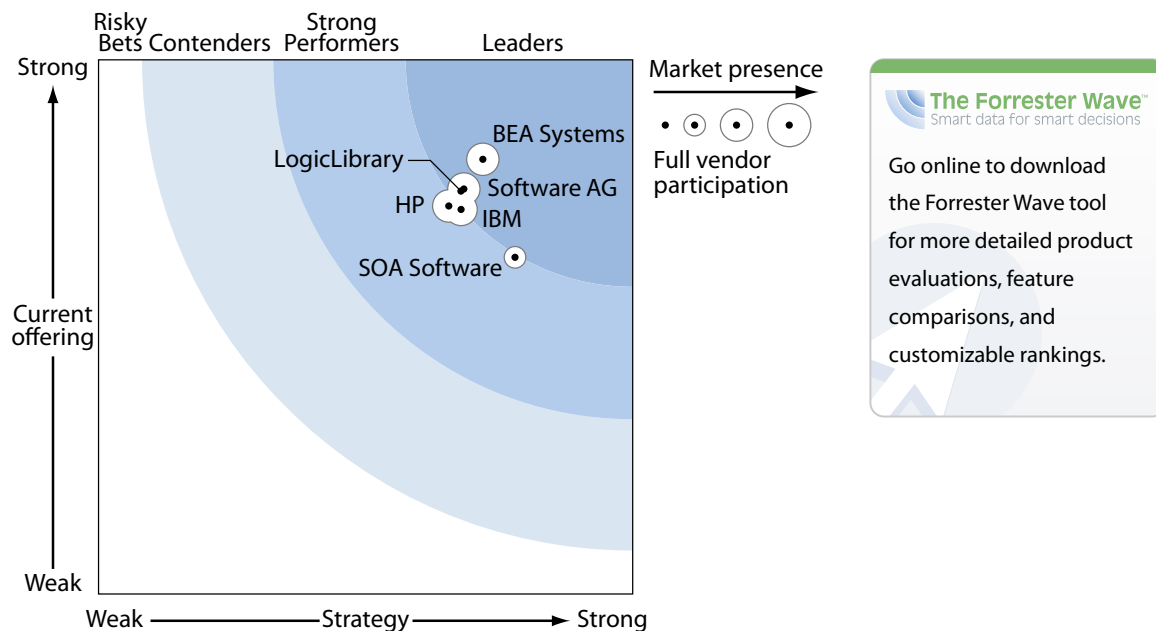 Risky
Bets
Contenders
Strong
Performers
Leaders
Strong
Current
offering
Weak
BEA Systems
LogicLibrary
Software AG
HP
IBM
SOA Software
Weak
Strategy
Strong
Market presence
Full vendor
participation
The Forrester Wave™
Smart data for smart decisions
Go online to download
the Forrester Wave tool
for more detailed product
evaluations, feature
comparisons, and
customizable rankings.